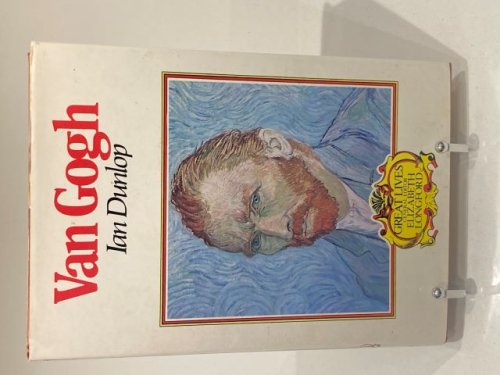 Van Gogh
Ian Dunlop
GREAT LIVES
ELIZABETH
LONGFORD